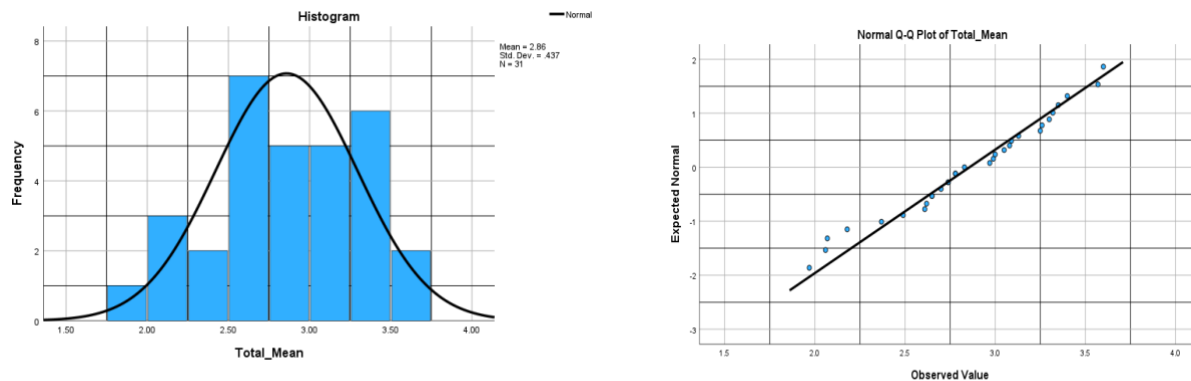 Histogram
Normal
Mean = 2.86
Std. Dev. = .437
N = 31
8
6
4
2
0
Frequency
1.50 2.00 2.50 3.00 3.50 4.00
Total_Mean
Normal Q-Q Plot of Total_Mean
2
1
0
-1
-2
-3
Expected Normal
1.5 2.0 2.5 3.0 3.5 4.0
Observed Value